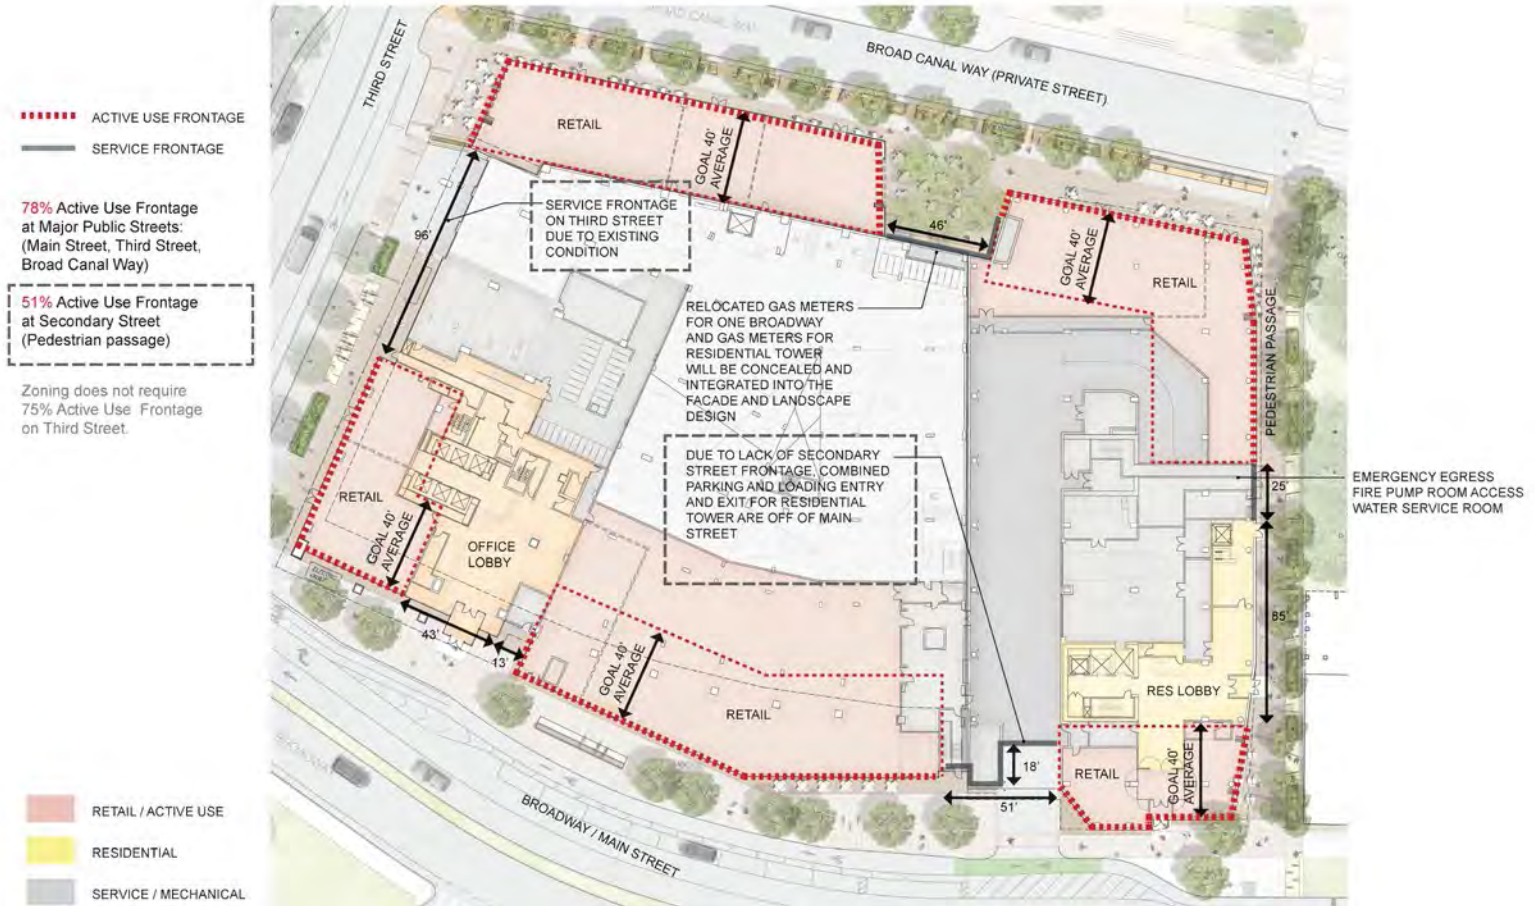 BROAD CANAL WAY
THIRD STREET
BROAD CANAL WAY (PRIVATE STREET)
ACTIVE USE FRONTAGE
SERVICE FRONTAGE
78% Active Use Frontage
at Major Public Streets:
(Main Street, Third Street,
Broad Canal Way)
51% Active Use Frontage
at Secondary Street
(Pedestrian passage)
Zoning does not require
75% Active Use Frontage
on Third Street.
RETAIL
GOAL 40'
AVERAGE
SERVICE FRONTAGE
ON THIRD STREET
DUE TO EXISTING
CONDITION
96'
46'
GOAL 40'
AVERAGE
RETAIL
PEDESTRIAN PASSAGE
RELOCATED GAS METERS
FOR ONE BROADWAY
AND GAS METERS FOR
RESIDENTIAL TOWER
WILL BE CONCEALED AND
INTEGRATED INTO THE
FACADE AND LANDSCAPE
DESIGN
DUE TO LACK OF SECONDARY
STREET FRONTAGE, COMBINED
PARKING AND LOADING ENTRY
AND EXIT FOR RESIDENTIAL
TOWER ARE OFF OF MAIN
STREET
25'
EMERGENCY EGRESS
FIRE PUMP ROOM ACCESS
WATER SERVICE ROOM
RETAIL
GOAL 40'
AVERAGE
OFFICE
LOBBY
43'
13'
GOAL 40'
AVERAGE
RETAIL
85'
RES LOBBY
RETAIL
GOAL 40'
AVERAGE
18'
51'
BROADWAY
BROADWAY / MAIN STREET
RETAIL / ACTIVE USE
RESIDENTIAL
SERVICE / MECHANICAL